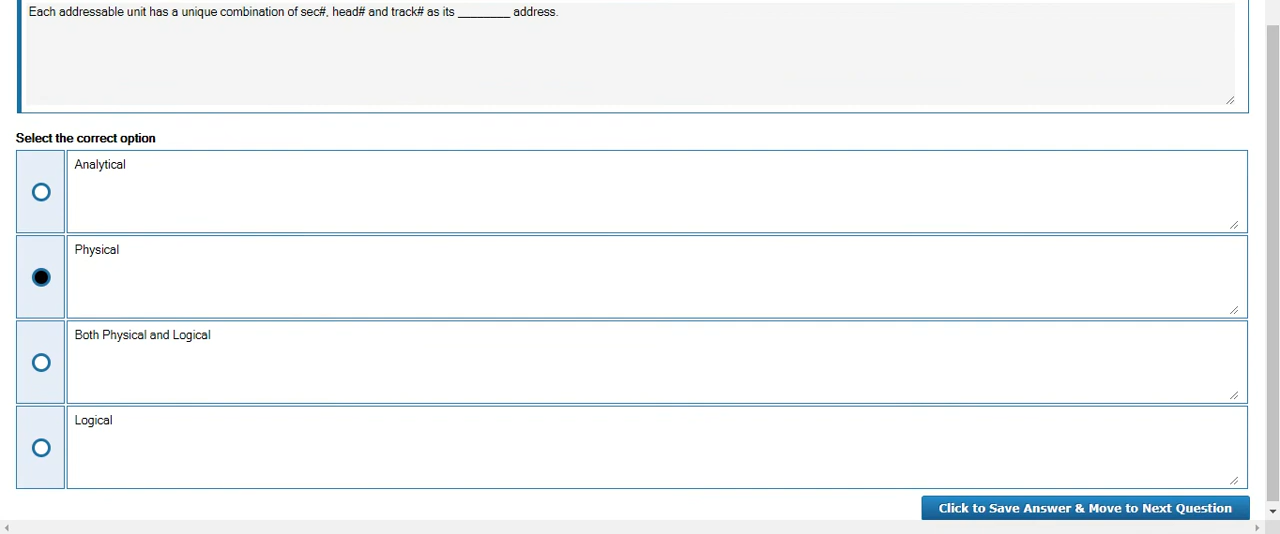 Each addressable unit has a unique combination of sec#, head# and track# as its ________ address.
Select the correct option
Analytical
Physical
Both Physical and Logical
Logical
Click to Save Answer & Move to Next Question